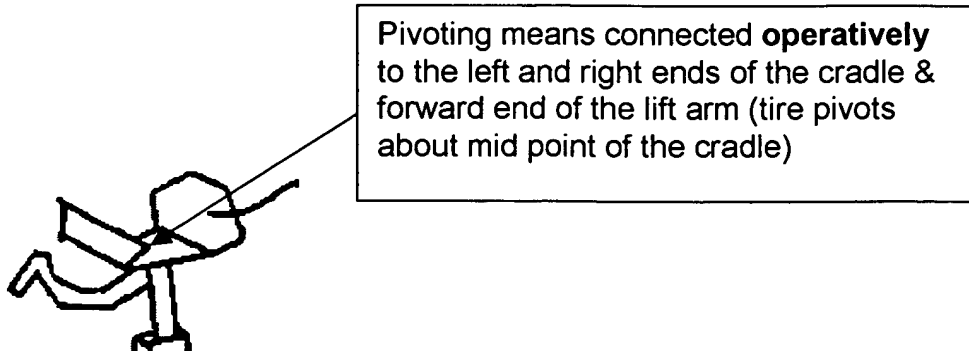 Pivoting means connected operatively
to the left and right ends of the cradle &
forward end of the lift arm (tire pivots
about mid point of the cradle)